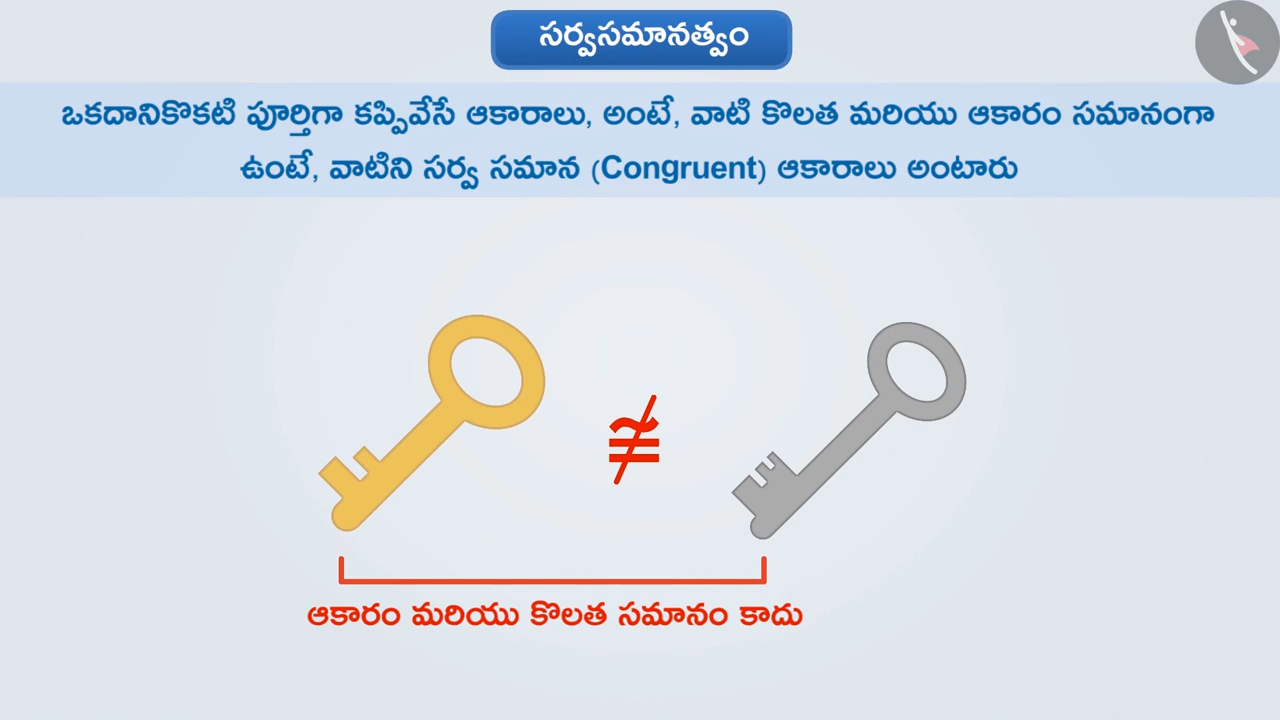 సర్వసమానత్వం
ఒకదానికొకటి పూర్తిగా కప్పివేసే ఆకారాలు, అంటే, వాటి కొలత మరియు ఆకారం సమానంగా
ఉంటే, వాటిని సర్వ సమాన (Congruent) ఆకారాలు అంటారు
≇
ఆకారం మరియు కొలత సమానం కాదు